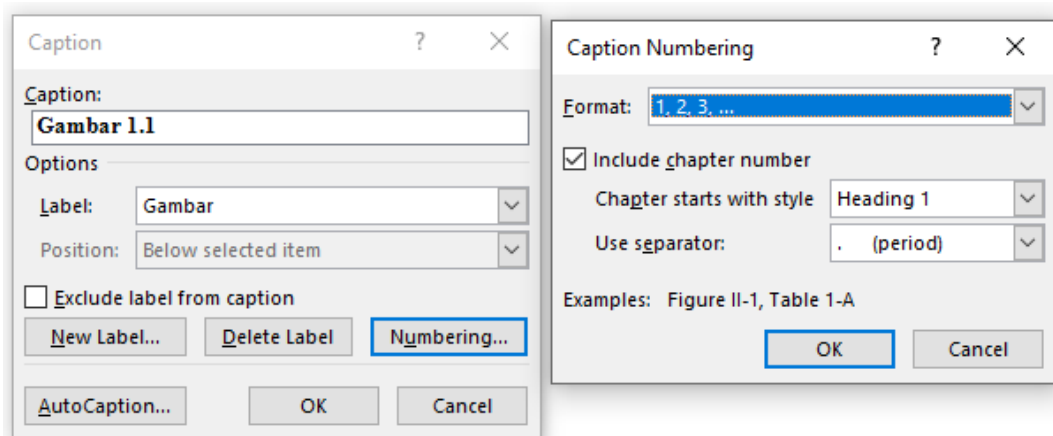 Caption ?
Caption:
Gambar 1.1
Options
Label: Gambar
Position: Below selected item
Exclude label from caption
New Label... Delete Label Numbering...
AutoCaption... OK Cancel
Caption Numbering ?
Format: 1, 2, 3, ...
Include chapter number
Chapter starts with style Heading 1
Use separator: . (period)
Examples: Figure II-1, Table 1-A
OK Cancel